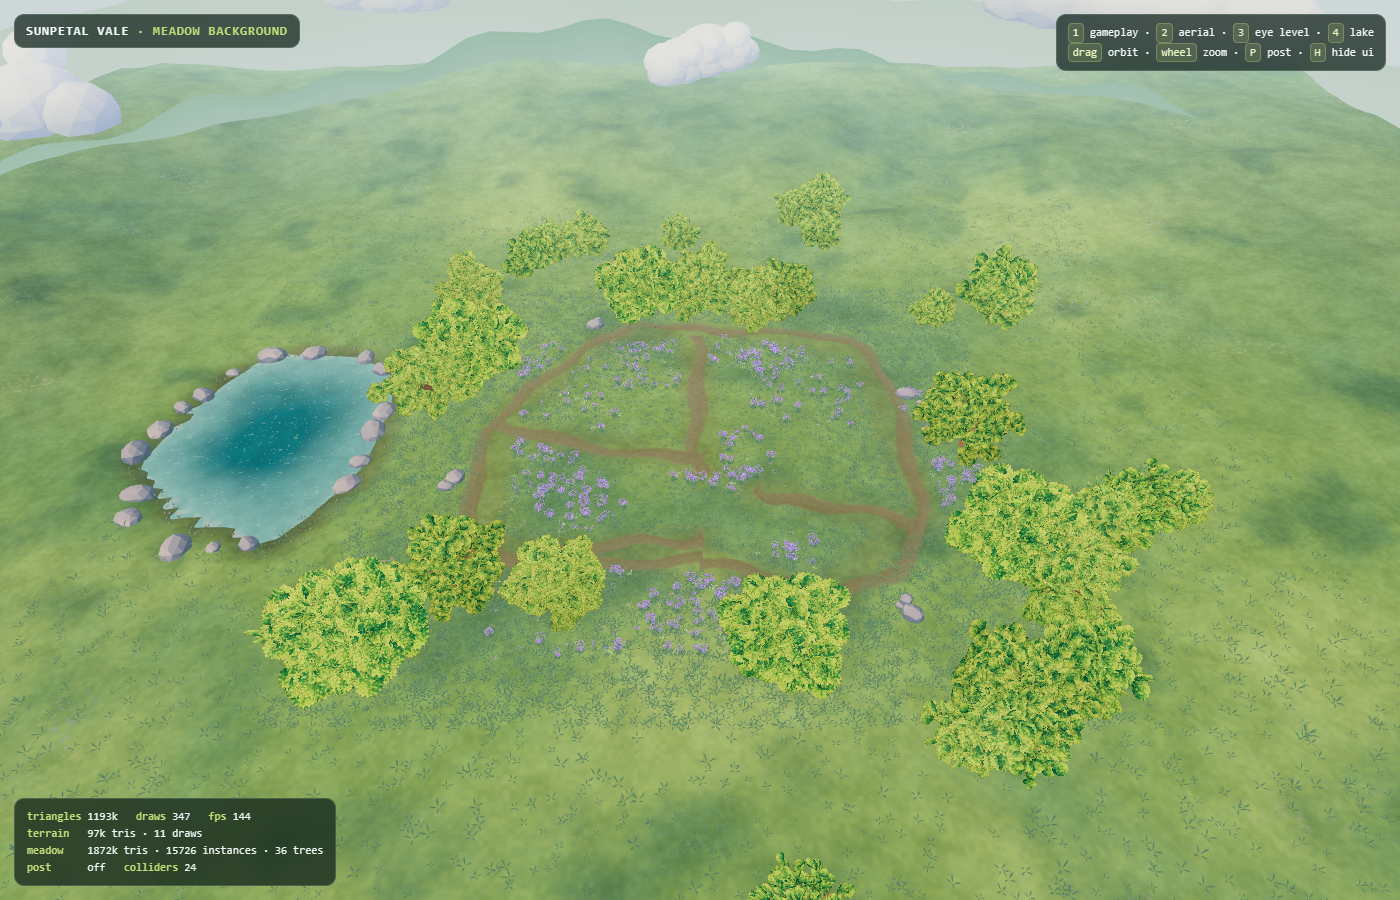 SUNPETAL VALE · MEADOW BACKGROUND
1 gameplay · 2 aerial · 3 eye level · 4 lake
drag orbit · wheel zoom · P post · H hide ui
triangles 1193k draws 347 fps 144
terrain 97k tris · 11 draws
meadow 1872k tris · 15726 instances · 36 trees
post off colliders 24